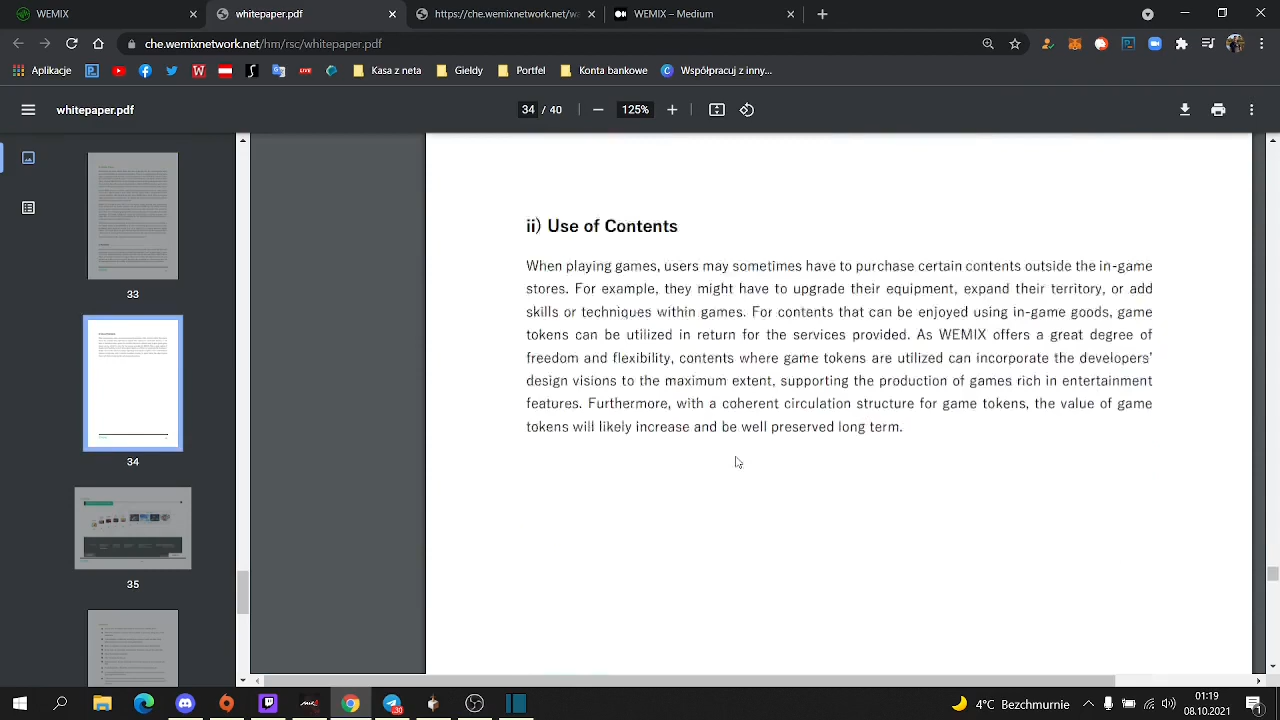 WEMIX
whitepaper.pdf
https://che.wemixnetwork.net/w
WEMIX – Medium
che.wemixnetwork.net/hm/rsc/whitepaper.pdf
Aplikacje
LIVE
Kasz z neta
Gieldy
Portfel
Konta bankowe
Współpracuj z inny...
whitepaper.pdf
34 / 40
125%
33
34
35
ii) Use of Contents
When playing games, users may sometimes have to purchase certain contents outside the in-game
stores. For example, they might have to upgrade their equipment, expand their territory, or add
skills or techniques within games. For contents that can be enjoyed using in-game goods, game
tokens can be utilized in return for the services provided. As WEMIX offers a great degree of
freedom and flexibility, contents where game tokens are utilized can incorporate the developers'
design visions to the maximum extent, supporting the production of games rich in entertainment
features. Furthermore, with a coherent circulation structure for game tokens, the value of game
tokens will likely increase and be well preserved long term.
4°C Bezchmurnie
01:19
08.10.2021